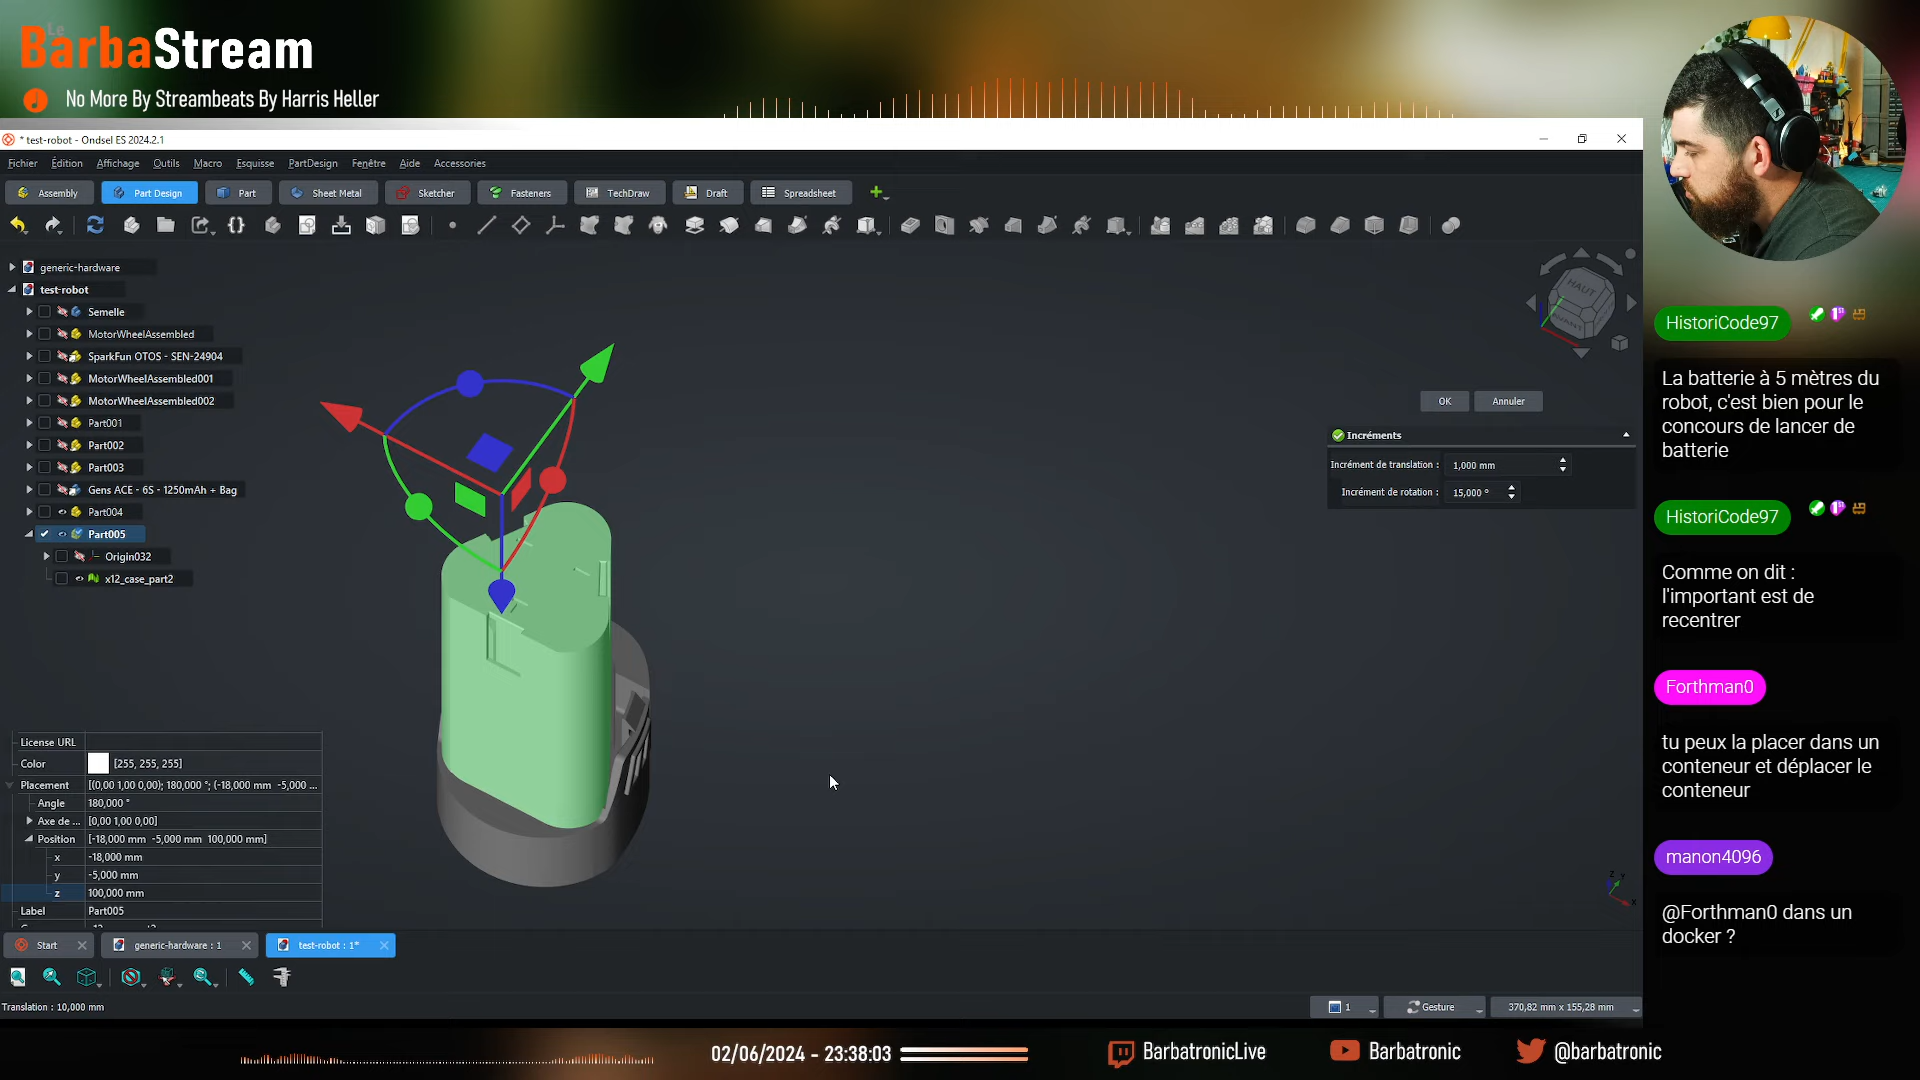 Le
BarbaStream
No More By Streambeats By Harris Heller
* test-robot - Ondsel ES 2024.2.1
Fichier Édition Affichage Outils Macro Esquisse PartDesign Fenêtre Aide Accessories
Assembly Part Design Part Sheet Metal Sketcher Fasteners TechDraw Draft Spreadsheet
generic-hardware
test-robot
Semelle
MotorWheelAssembled
SparkFun OTOS - SEN-24904
MotorWheelAssembled001
MotorWheelAssembled002
Part001
Part002
Part003
Gens ACE - 6S - 1250mAh + Bag
Part004
Part005
Origin032
x12_case_part2
HAUT
AVANT
OK Annuler
Incréments
Incrément de translation : 1,000 mm
Incrément de rotation : 15,000 °
License URL
Color [255, 255, 255]
Placement [(0,00 1,00 0,00); 180,000 °; (-18,000 mm -5,000 ...
Angle 180,000 °
Axe de ... [0,00 1,00 0,00]
Position [-18,000 mm -5,000 mm 100,000 mm]
x -18,000 mm
y -5,000 mm
z 100,000 mm
Label Part005
Start generic-hardware : 1 test-robot : 1*
Translation : 10,000 mm
1 Gesture 370,82 mm x 155,28 mm
Z Y
X
HistoriCode97
La batterie à 5 mètres du
robot, c'est bien pour le
concours de lancer de
batterie
HistoriCode97
Comme on dit :
l'important est de
recentrer
Forthman0
tu peux la placer dans un
conteneur et déplacer le
conteneur
manon4096
@Forthman0 dans un
docker ?
02/06/2024 - 23:38:03
BarbatronicLive Barbatronic @barbatronic